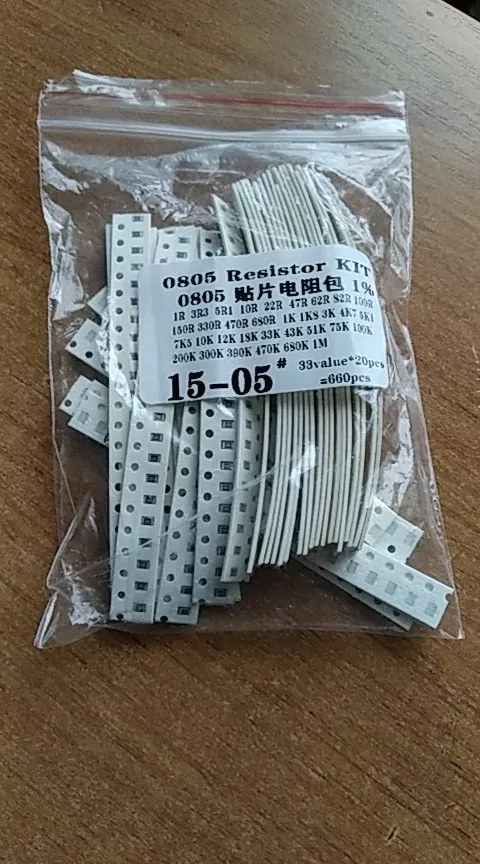 0805 Resistor KIT
0805 贴片电阻包 1%
1R 3R3 5R1 10R 22R 47R 62R 82R 100R
150R 330R 470R 680R 1K 1K8 3K 4K7 5K1
7K5 10K 12K 18K 33K 43K 51K 75K 100K
200K 300K 390K 470K 680K 1M
15-05# 33value*20pcs
=660pcs